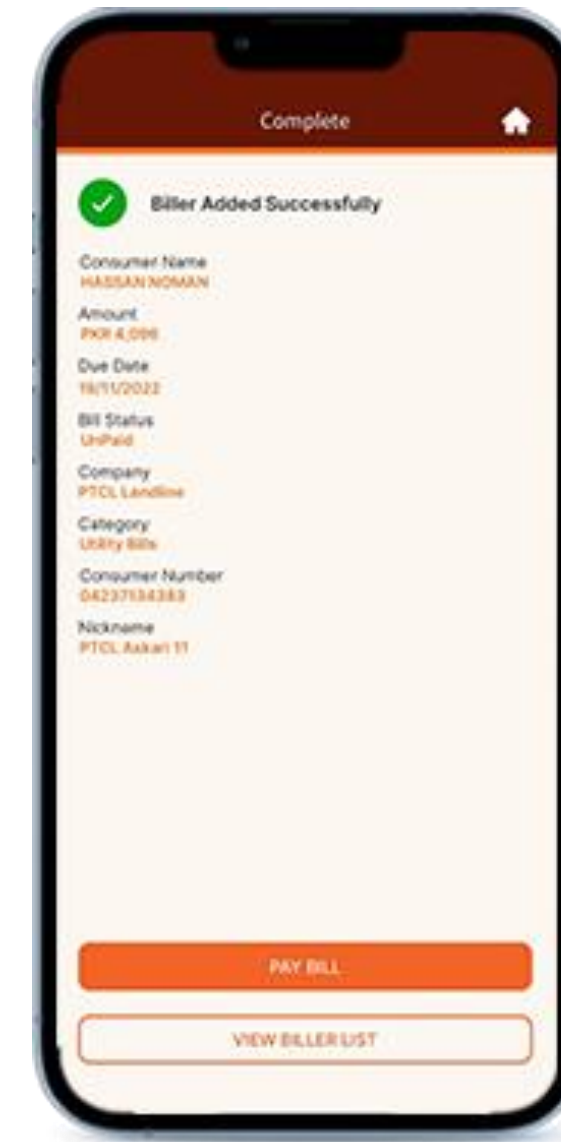 Complete
Biller Added Successfully
Consumer Name
HASSAN NOMAN
Amount
PKR 4,096
Due Date
19/11/2022
Bill Status
UnPaid
Company
PTCL Landline
Category
Utility Bills
Consumer Number
04237134383
Nickname
PTCL Askari 11
PAY BILL
VIEW BILLER LIST